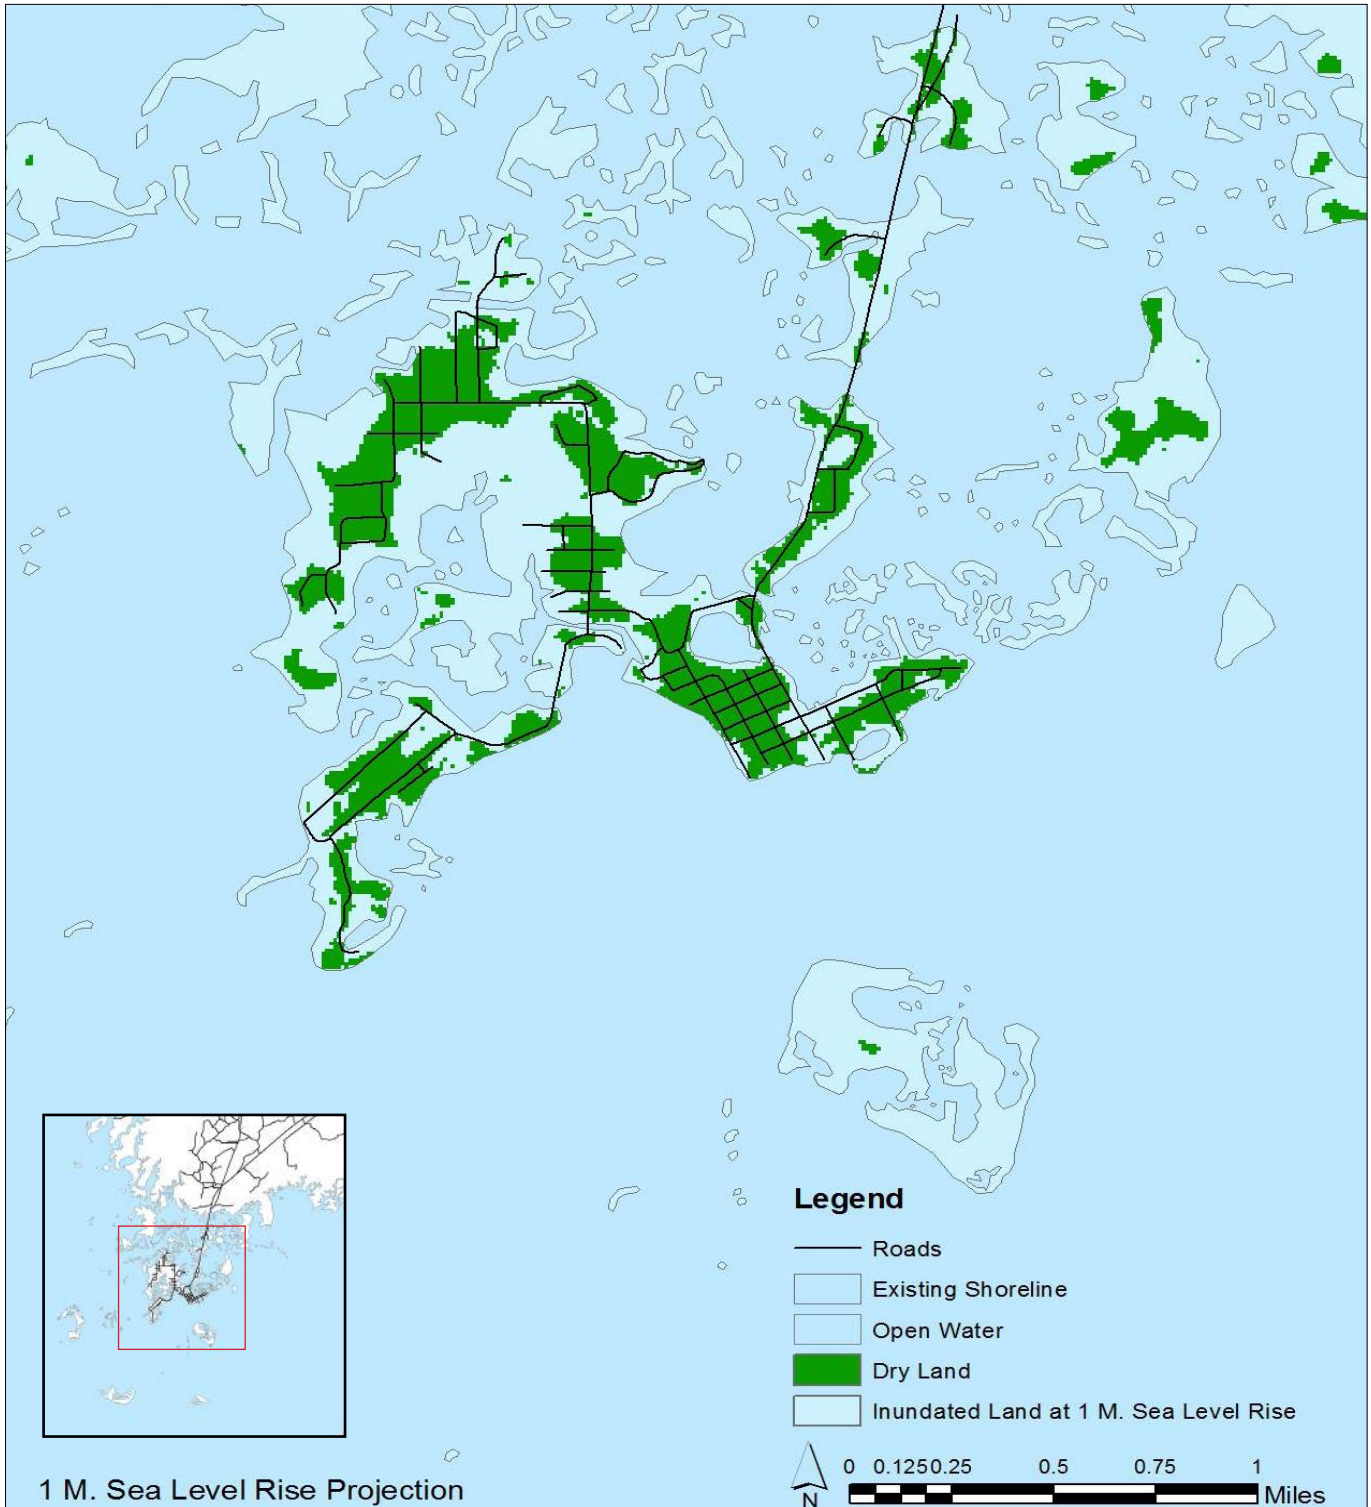 Legend
Roads
Existing Shoreline
Open Water
Dry Land
Inundated Land at 1 M. Sea Level Rise
N
0 0.1250.25 0.5 0.75 1
Miles
1 M. Sea Level Rise Projection